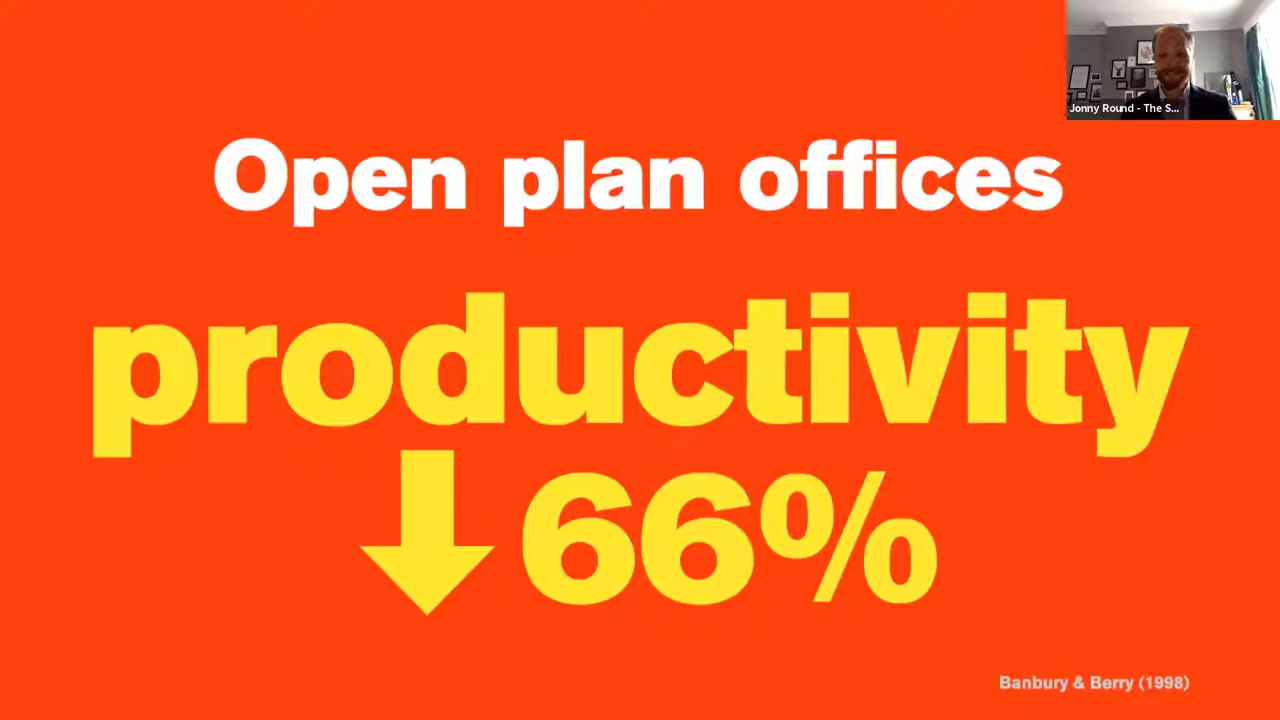 Jonny Round - The S...
Open plan offices
productivity
↓66%
Banbury & Berry (1998)